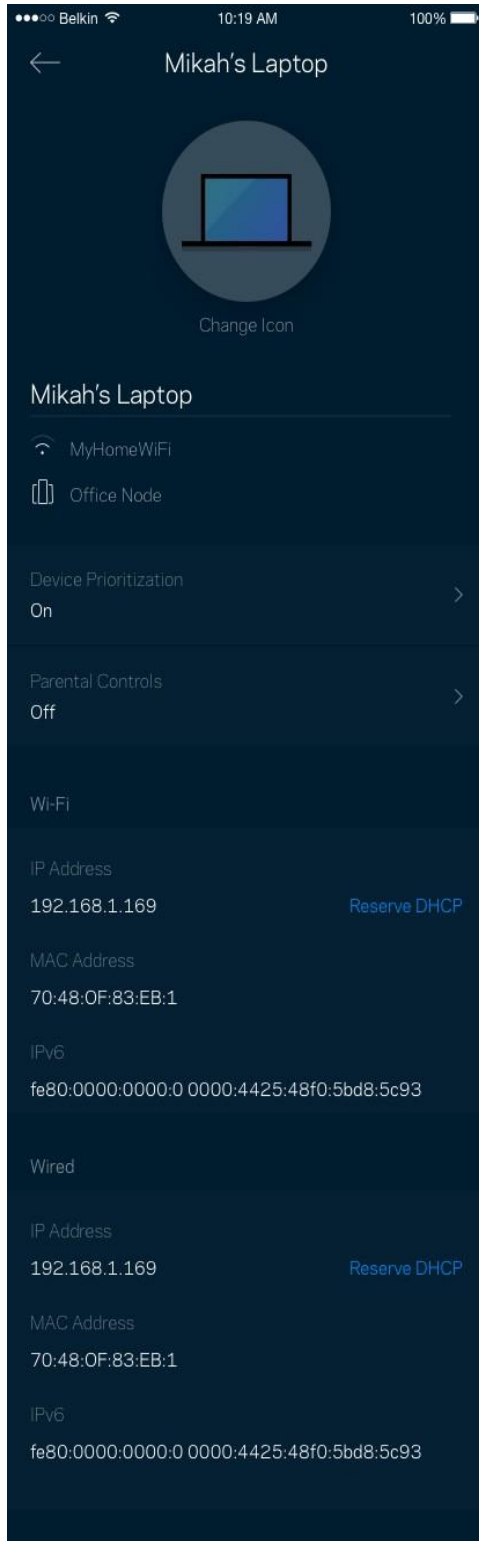 Belkin 10:19 AM 100%
Mikah's Laptop
Change Icon
Mikah's Laptop
MyHomeWiFi
Office Node
Device Prioritization
On
Parental Controls
Off
Wi-Fi
IP Address
192.168.1.169 Reserve DHCP
MAC Address
70:48:0F:83:EB:1
IPv6
fe80:0000:0000:0 0000:4425:48f0:5bd8:5c93
Wired
IP Address
192.168.1.169 Reserve DHCP
MAC Address
70:48:0F:83:EB:1
IPv6
fe80:0000:0000:0 0000:4425:48f0:5bd8:5c93